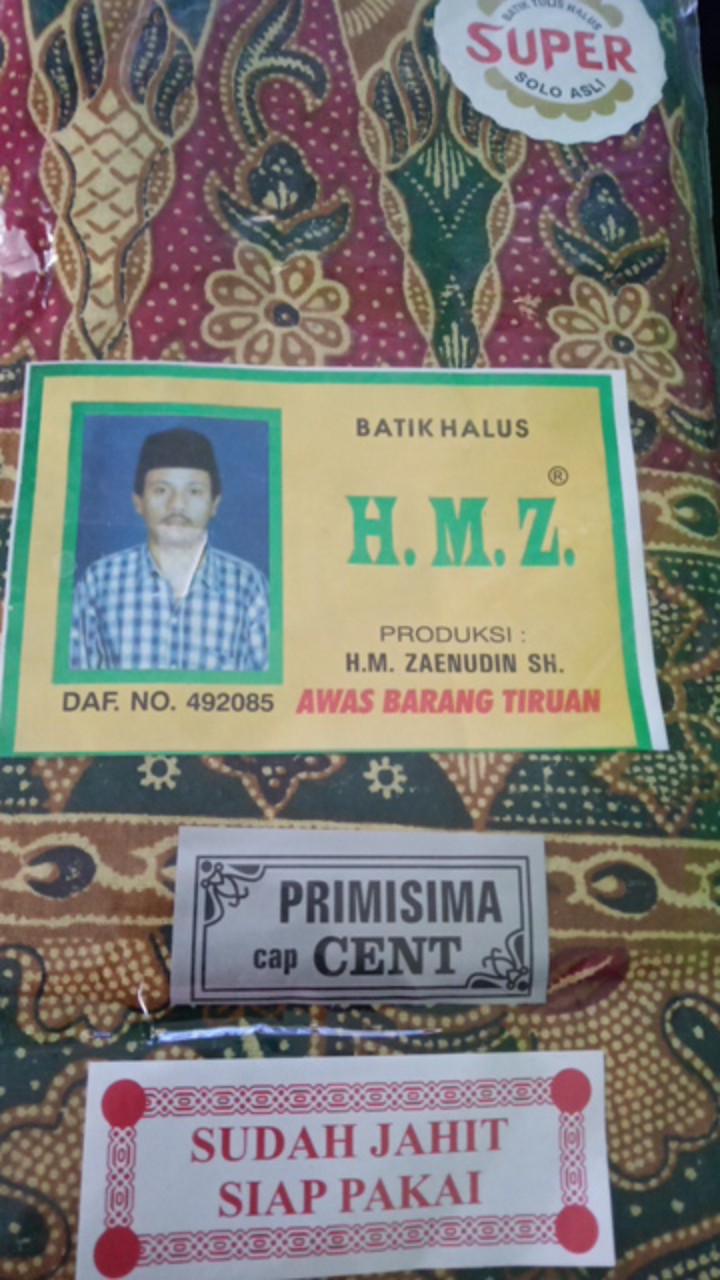 BATIK TULIS HALUS
SUPER
SOLO ASLI
BATIK HALUS
®
H. M. Z.
PRODUKSI :
H.M. ZAENUDIN SH.
DAF. NO. 492085
AWAS BARANG TIRUAN
PRIMISIMA
cap CENT
SUDAH JAHIT
SIAP PAKAI